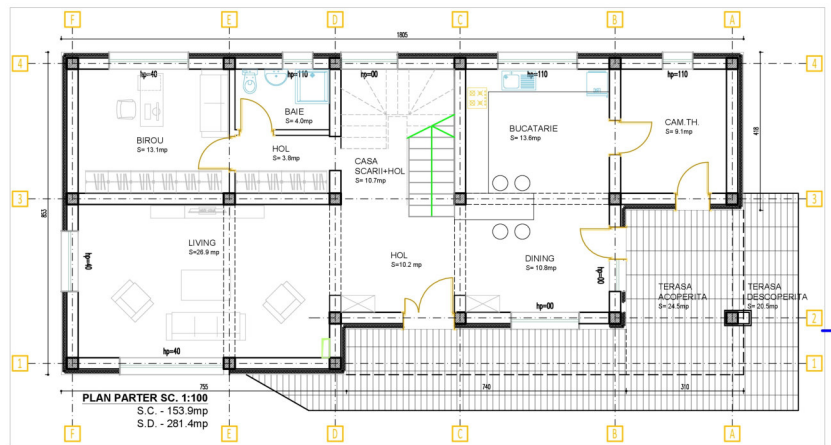 F E D C B A
1805
4 4
hp=40 hp=110 hp=00 hp=110 hp=110
BAIE
S= 4.0mp
BIROU
S= 13.1mp
HOL
S= 3.8mp
CASA
SCARII+HOL
S= 10.7mp
BUCATARIE
S= 13.6mp
CAM.TH.
S= 9.1mp
418
853
3 3
LIVING
S=26.9 mp
hp=40
HOL
S=10.2 mp
DINING
S= 10.8mp
hp=00
TERASA
ACOPERITA
S= 24.5mp
TERASA
DESCOPERITA
S= 20.5mp
hp=00
2
hp=40
1 1
755 740 310
PLAN PARTER SC. 1:100
S.C. - 153.9mp
S.D. - 281.4mp
F E D C B A